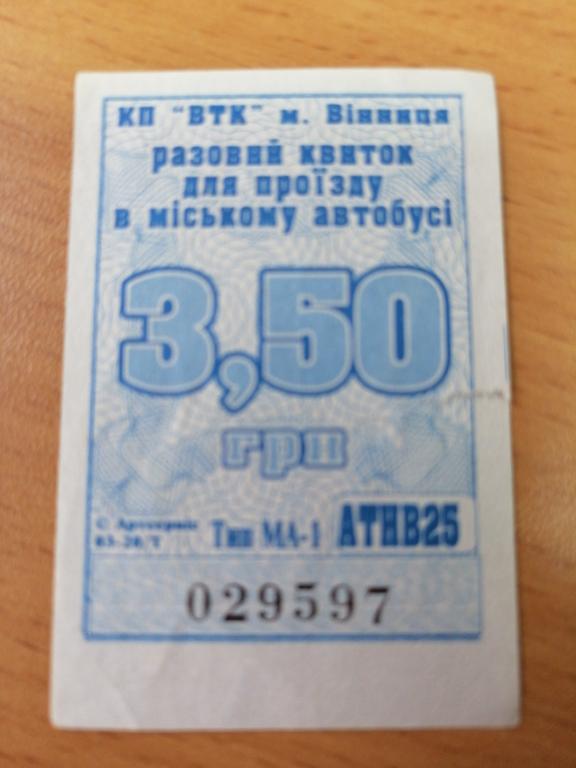 КП "ВТК" м. Вінниця
разовий квиток
для проїзду
в міському автобусі
3,50
грн
Тип МА-1 АТНВ25
029597